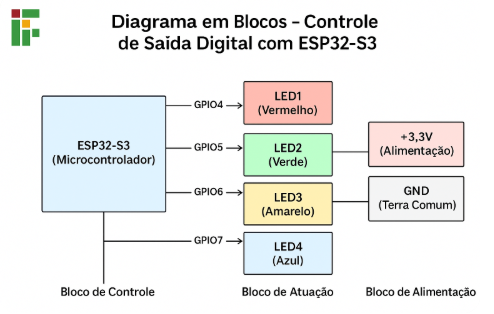 Diagrama em Blocos – Controle
de Saída Digital com ESP32-S3
ESP32-S3
(Microcontrolador)
GPIO4
LED1
(Vermelho)
GPIO5
LED2
(Verde)
+3,3V
(Alimentação)
GPIO6
LED3
(Amarelo)
GND
(Terra Comum)
GPIO7
LED4
(Azul)
Bloco de Controle
Bloco de Atuação
Bloco de Alimentação